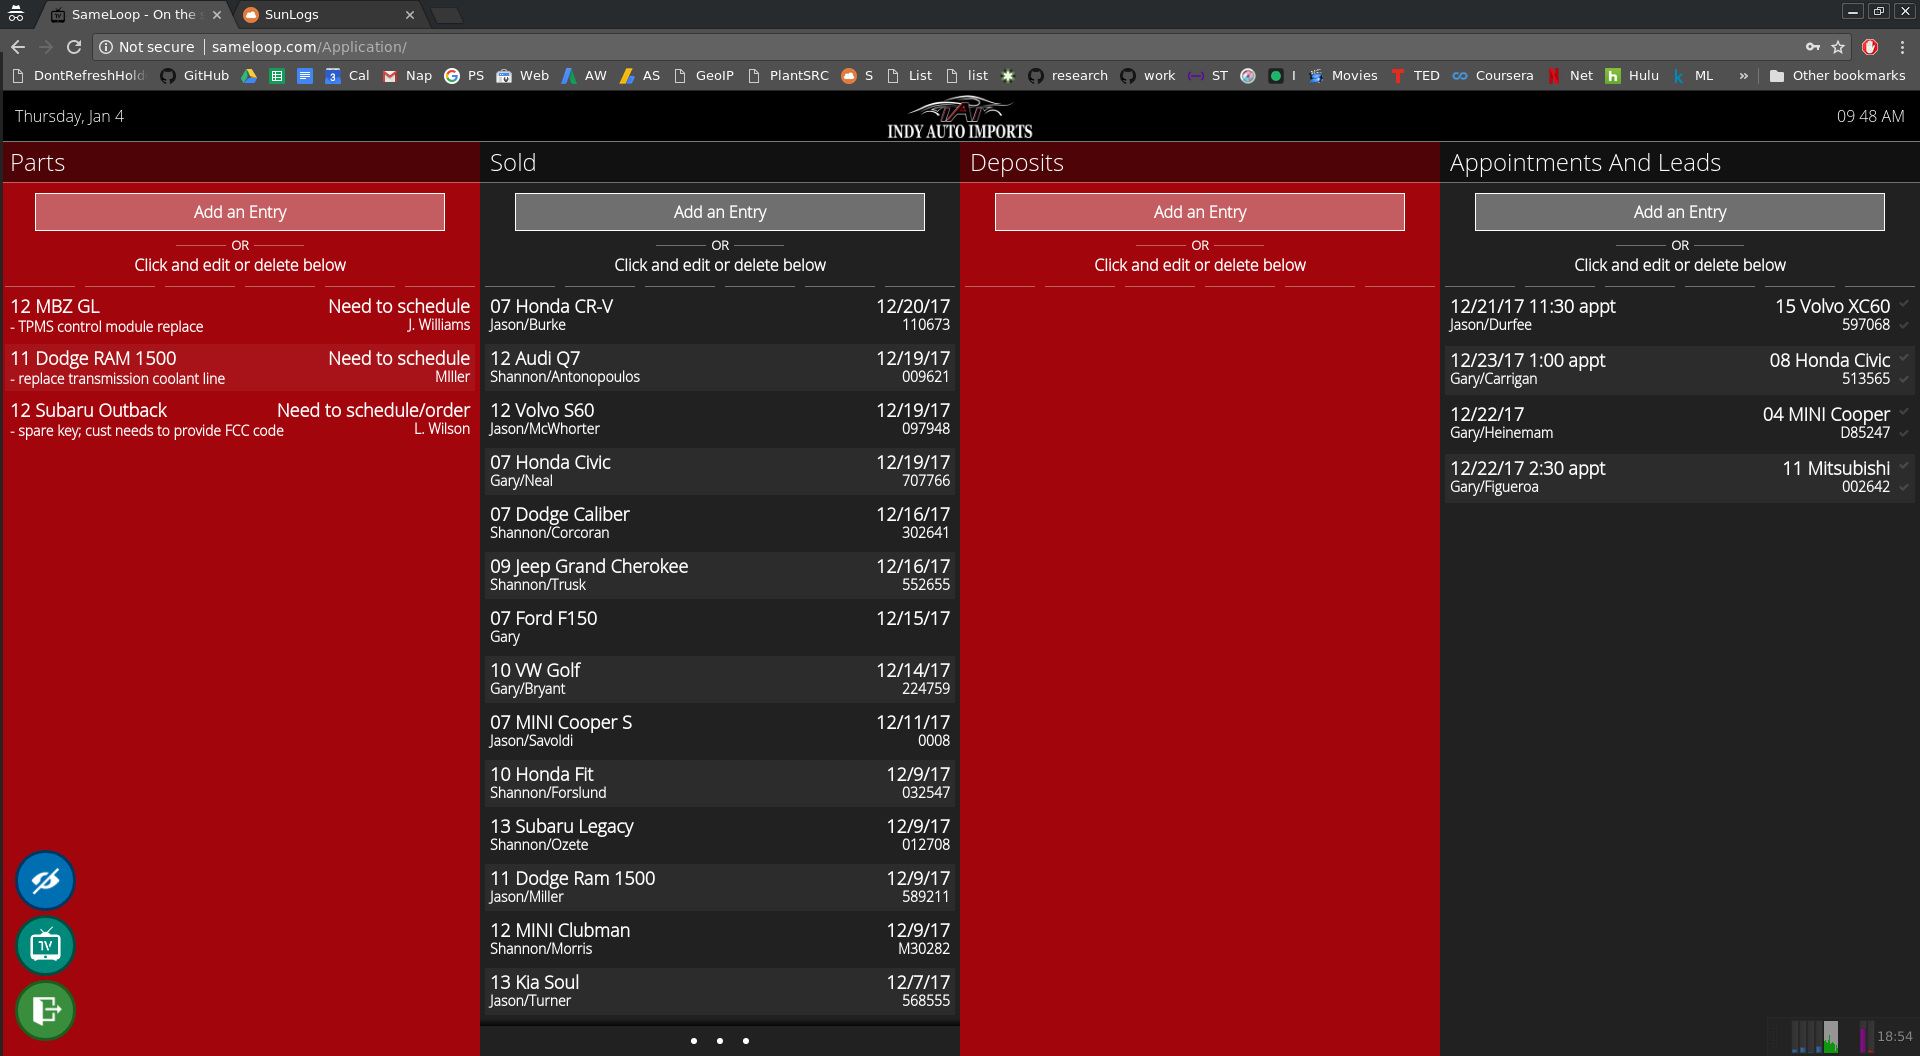 SameLoop - On the
SunLogs
Not secure
sameloop.com/Application/
DontRefreshHold
GitHub
Cal
Nap
PS
Web
AW
AS
GeoIP
PlantSRC
S
List
list
research
work
ST
I
Movies
TED
Coursera
Net
Hulu
ML
»
Other bookmarks
Thursday, Jan 4
INDY AUTO IMPORTS
09 48 AM
Parts
Add an Entry
OR
Click and edit or delete below
12 MBZ GL Need to schedule
- TPMS control module replace J. Williams
11 Dodge RAM 1500 Need to schedule
- replace transmission coolant line MIller
12 Subaru Outback Need to schedule/order
- spare key; cust needs to provide FCC code L. Wilson
TV
Sold
Add an Entry
OR
Click and edit or delete below
07 Honda CR-V 12/20/17
Jason/Burke 110673
12 Audi Q7 12/19/17
Shannon/Antonopoulos 009621
12 Volvo S60 12/19/17
Jason/McWhorter 097948
07 Honda Civic 12/19/17
Gary/Neal 707766
07 Dodge Caliber 12/16/17
Shannon/Corcoran 302641
09 Jeep Grand Cherokee 12/16/17
Shannon/Trusk 552655
07 Ford F150 12/15/17
Gary
10 VW Golf 12/14/17
Gary/Bryant 224759
07 MINI Cooper S 12/11/17
Jason/Savoldi 0008
10 Honda Fit 12/9/17
Shannon/Forslund 032547
13 Subaru Legacy 12/9/17
Shannon/Ozete 012708
11 Dodge Ram 1500 12/9/17
Jason/Miller 589211
12 MINI Clubman 12/9/17
Shannon/Morris M30282
13 Kia Soul 12/7/17
Jason/Turner 568555
Deposits
Add an Entry
OR
Click and edit or delete below
Appointments And Leads
Add an Entry
OR
Click and edit or delete below
12/21/17 11:30 appt 15 Volvo XC60
Jason/Durfee 597068
12/23/17 1:00 appt 08 Honda Civic
Gary/Carrigan 513565
12/22/17 04 MINI Cooper
Gary/Heinemam D85247
12/22/17 2:30 appt 11 Mitsubishi
Gary/Figueroa 002642
18:54